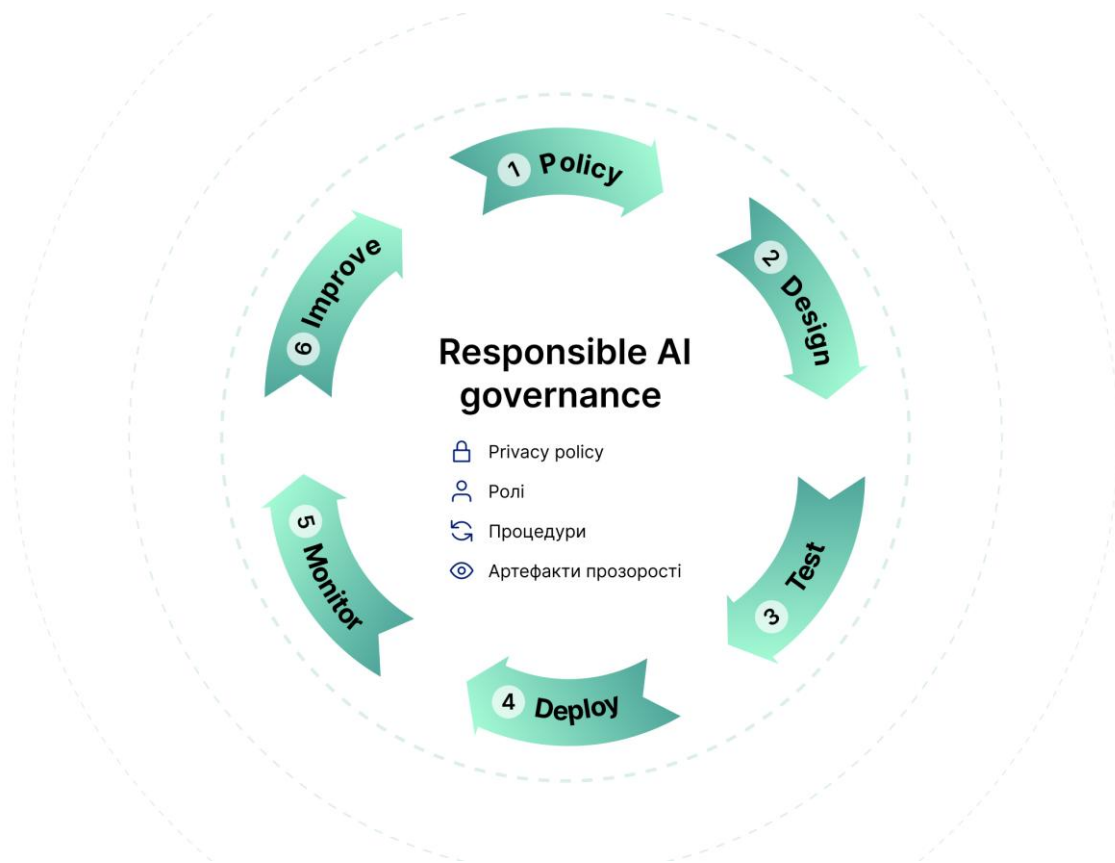 1 Policy
2 Design
3 Test
4 Deploy
5 Monitor
6 Improve
Responsible AI
governance
Privacy policy
Ролі
Процедури
Артефакти прозорості